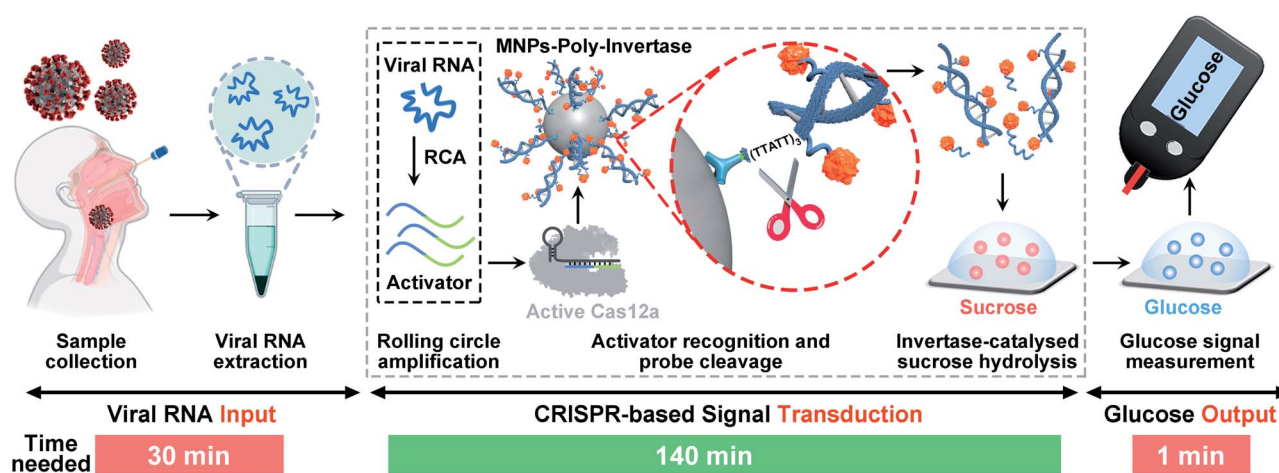 MNPs-Poly-Invertase
Viral RNA
RCA
Activator
(TTATT)3
Active Cas12a
Sucrose
Glucose
Glucose
Sample
collection
Viral RNA
extraction
Rolling circle
amplification
Activator recognition and
probe cleavage
Invertase-catalysed
sucrose hydrolysis
Glucose signal
measurement
Viral RNA Input
CRISPR-based Signal Transduction
Glucose Output
Time
needed
30 min
140 min
1 min